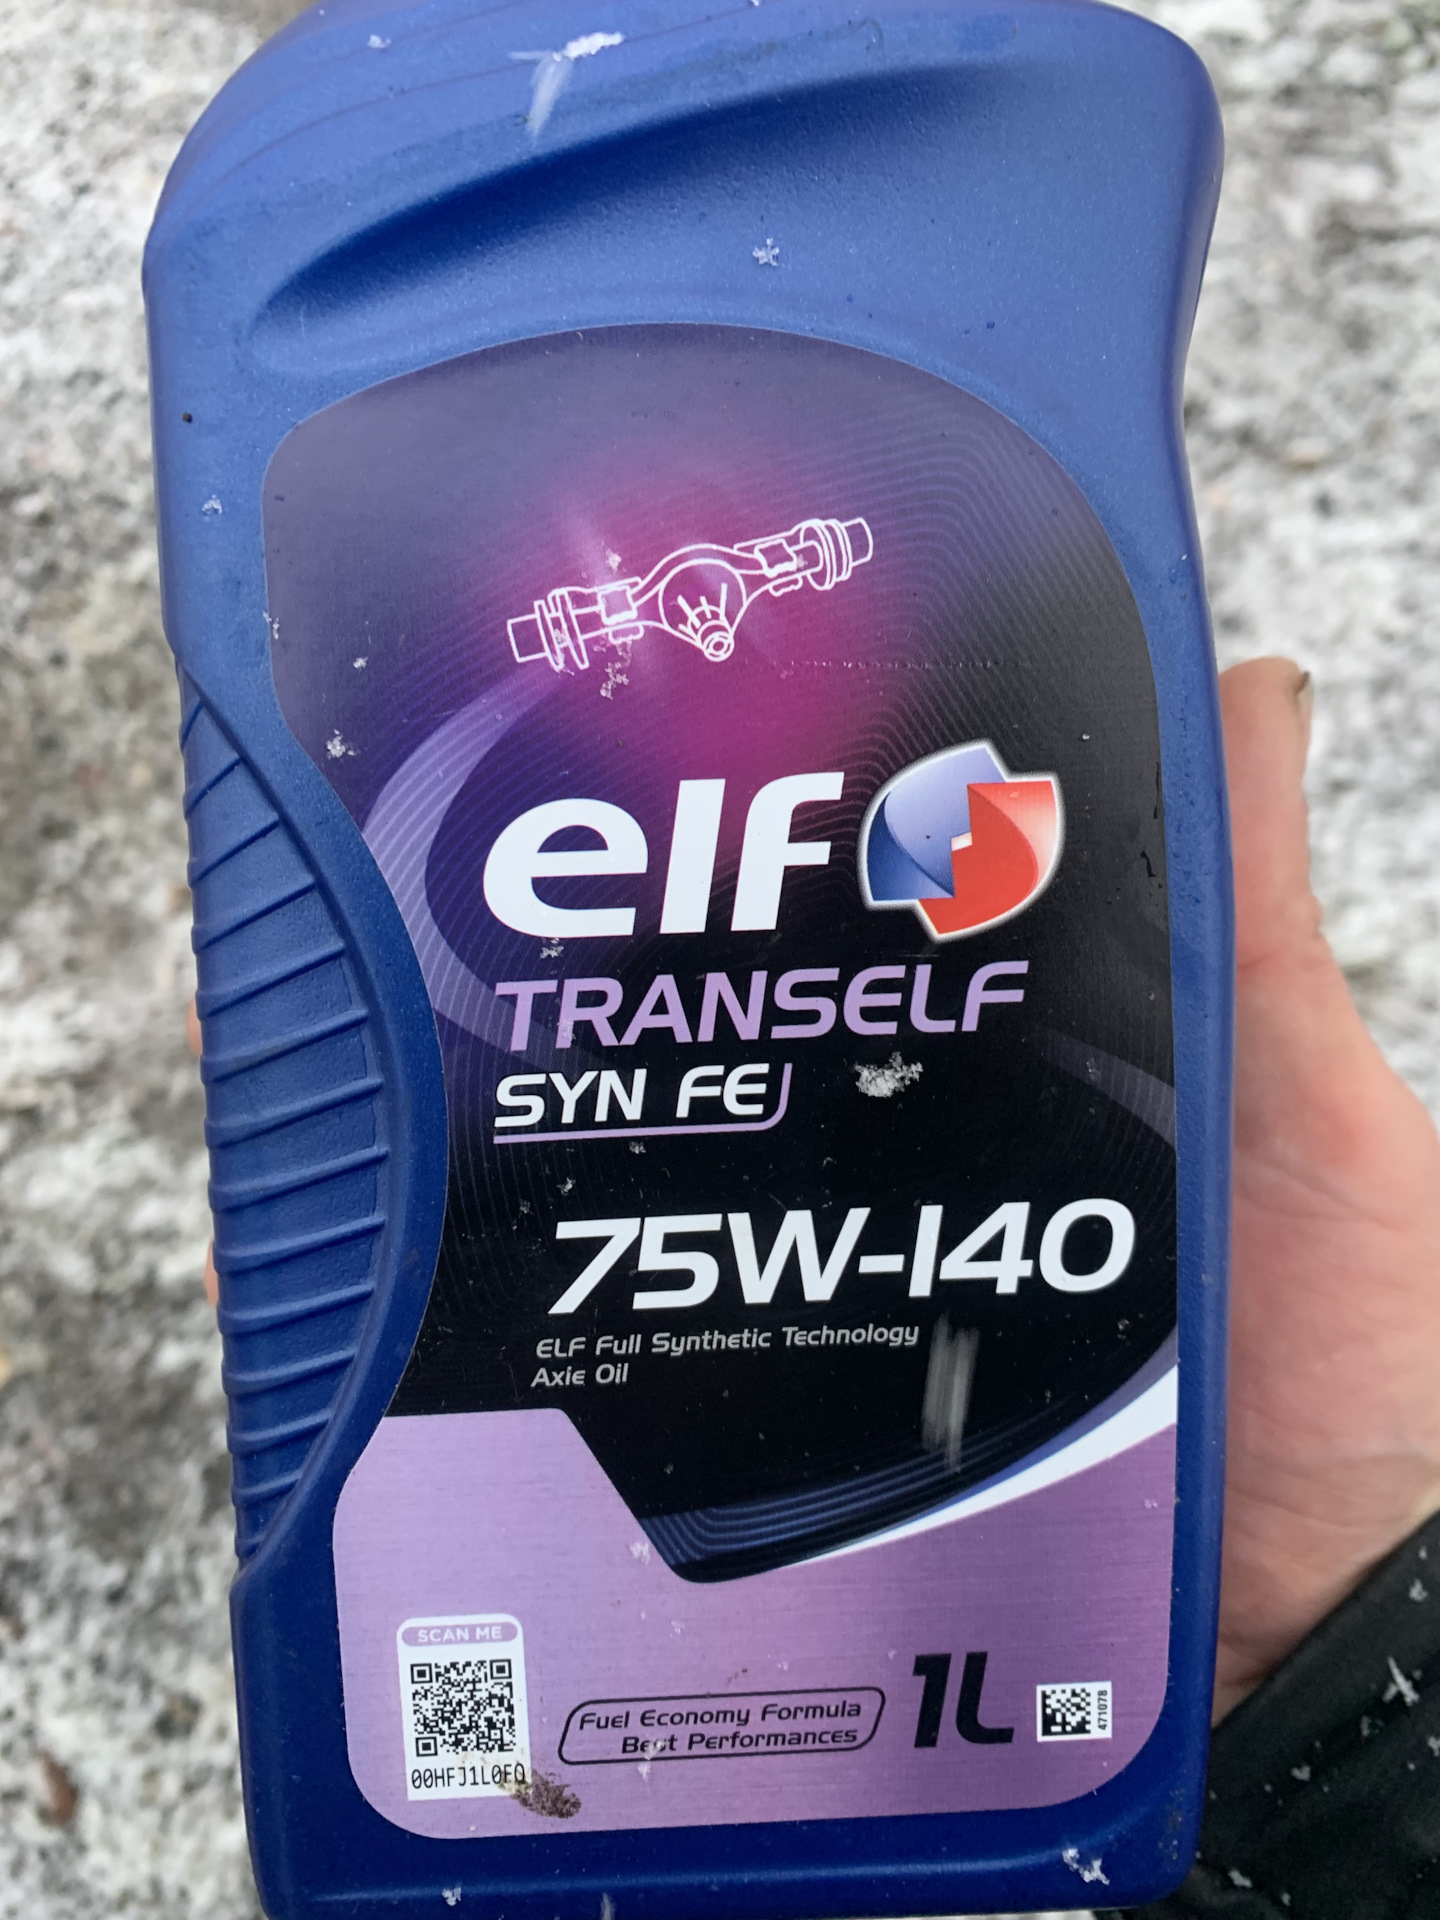 elf
TRANSELF
SYN FE
75W-140
ELF Full Synthetic Technology
Axle Oil
SCAN ME
Fuel Economy Formula
Best Performances
1L
471078